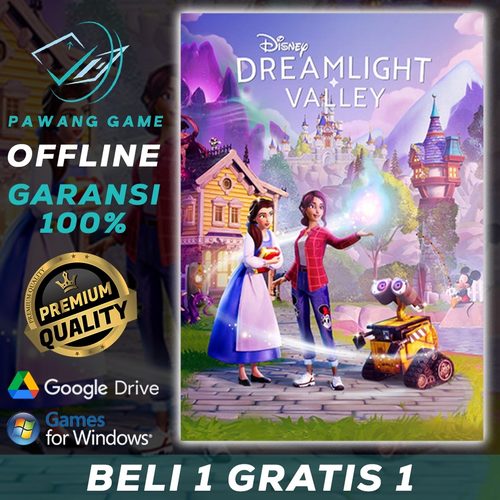 Disney
DREAMLIGHT
VALLEY
PAWANG GAME
OFFLINE
GARANSI
100%
PREMIUM
QUALITY
Google Drive
Games
for Windows®
BELI 1 GRATIS 1